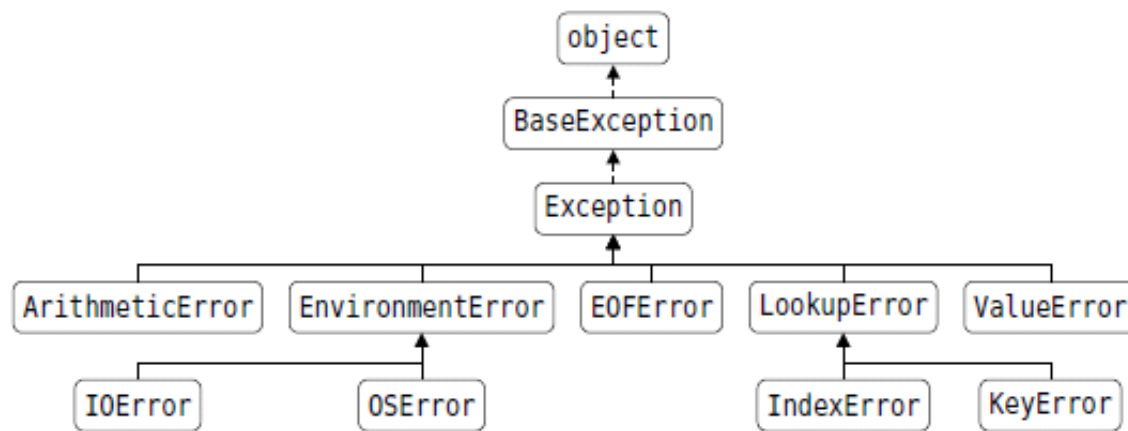 object
BaseException
Exception
ArithmeticError EnvironmentError EOFError LookupError ValueError
IOError OSError IndexError KeyError